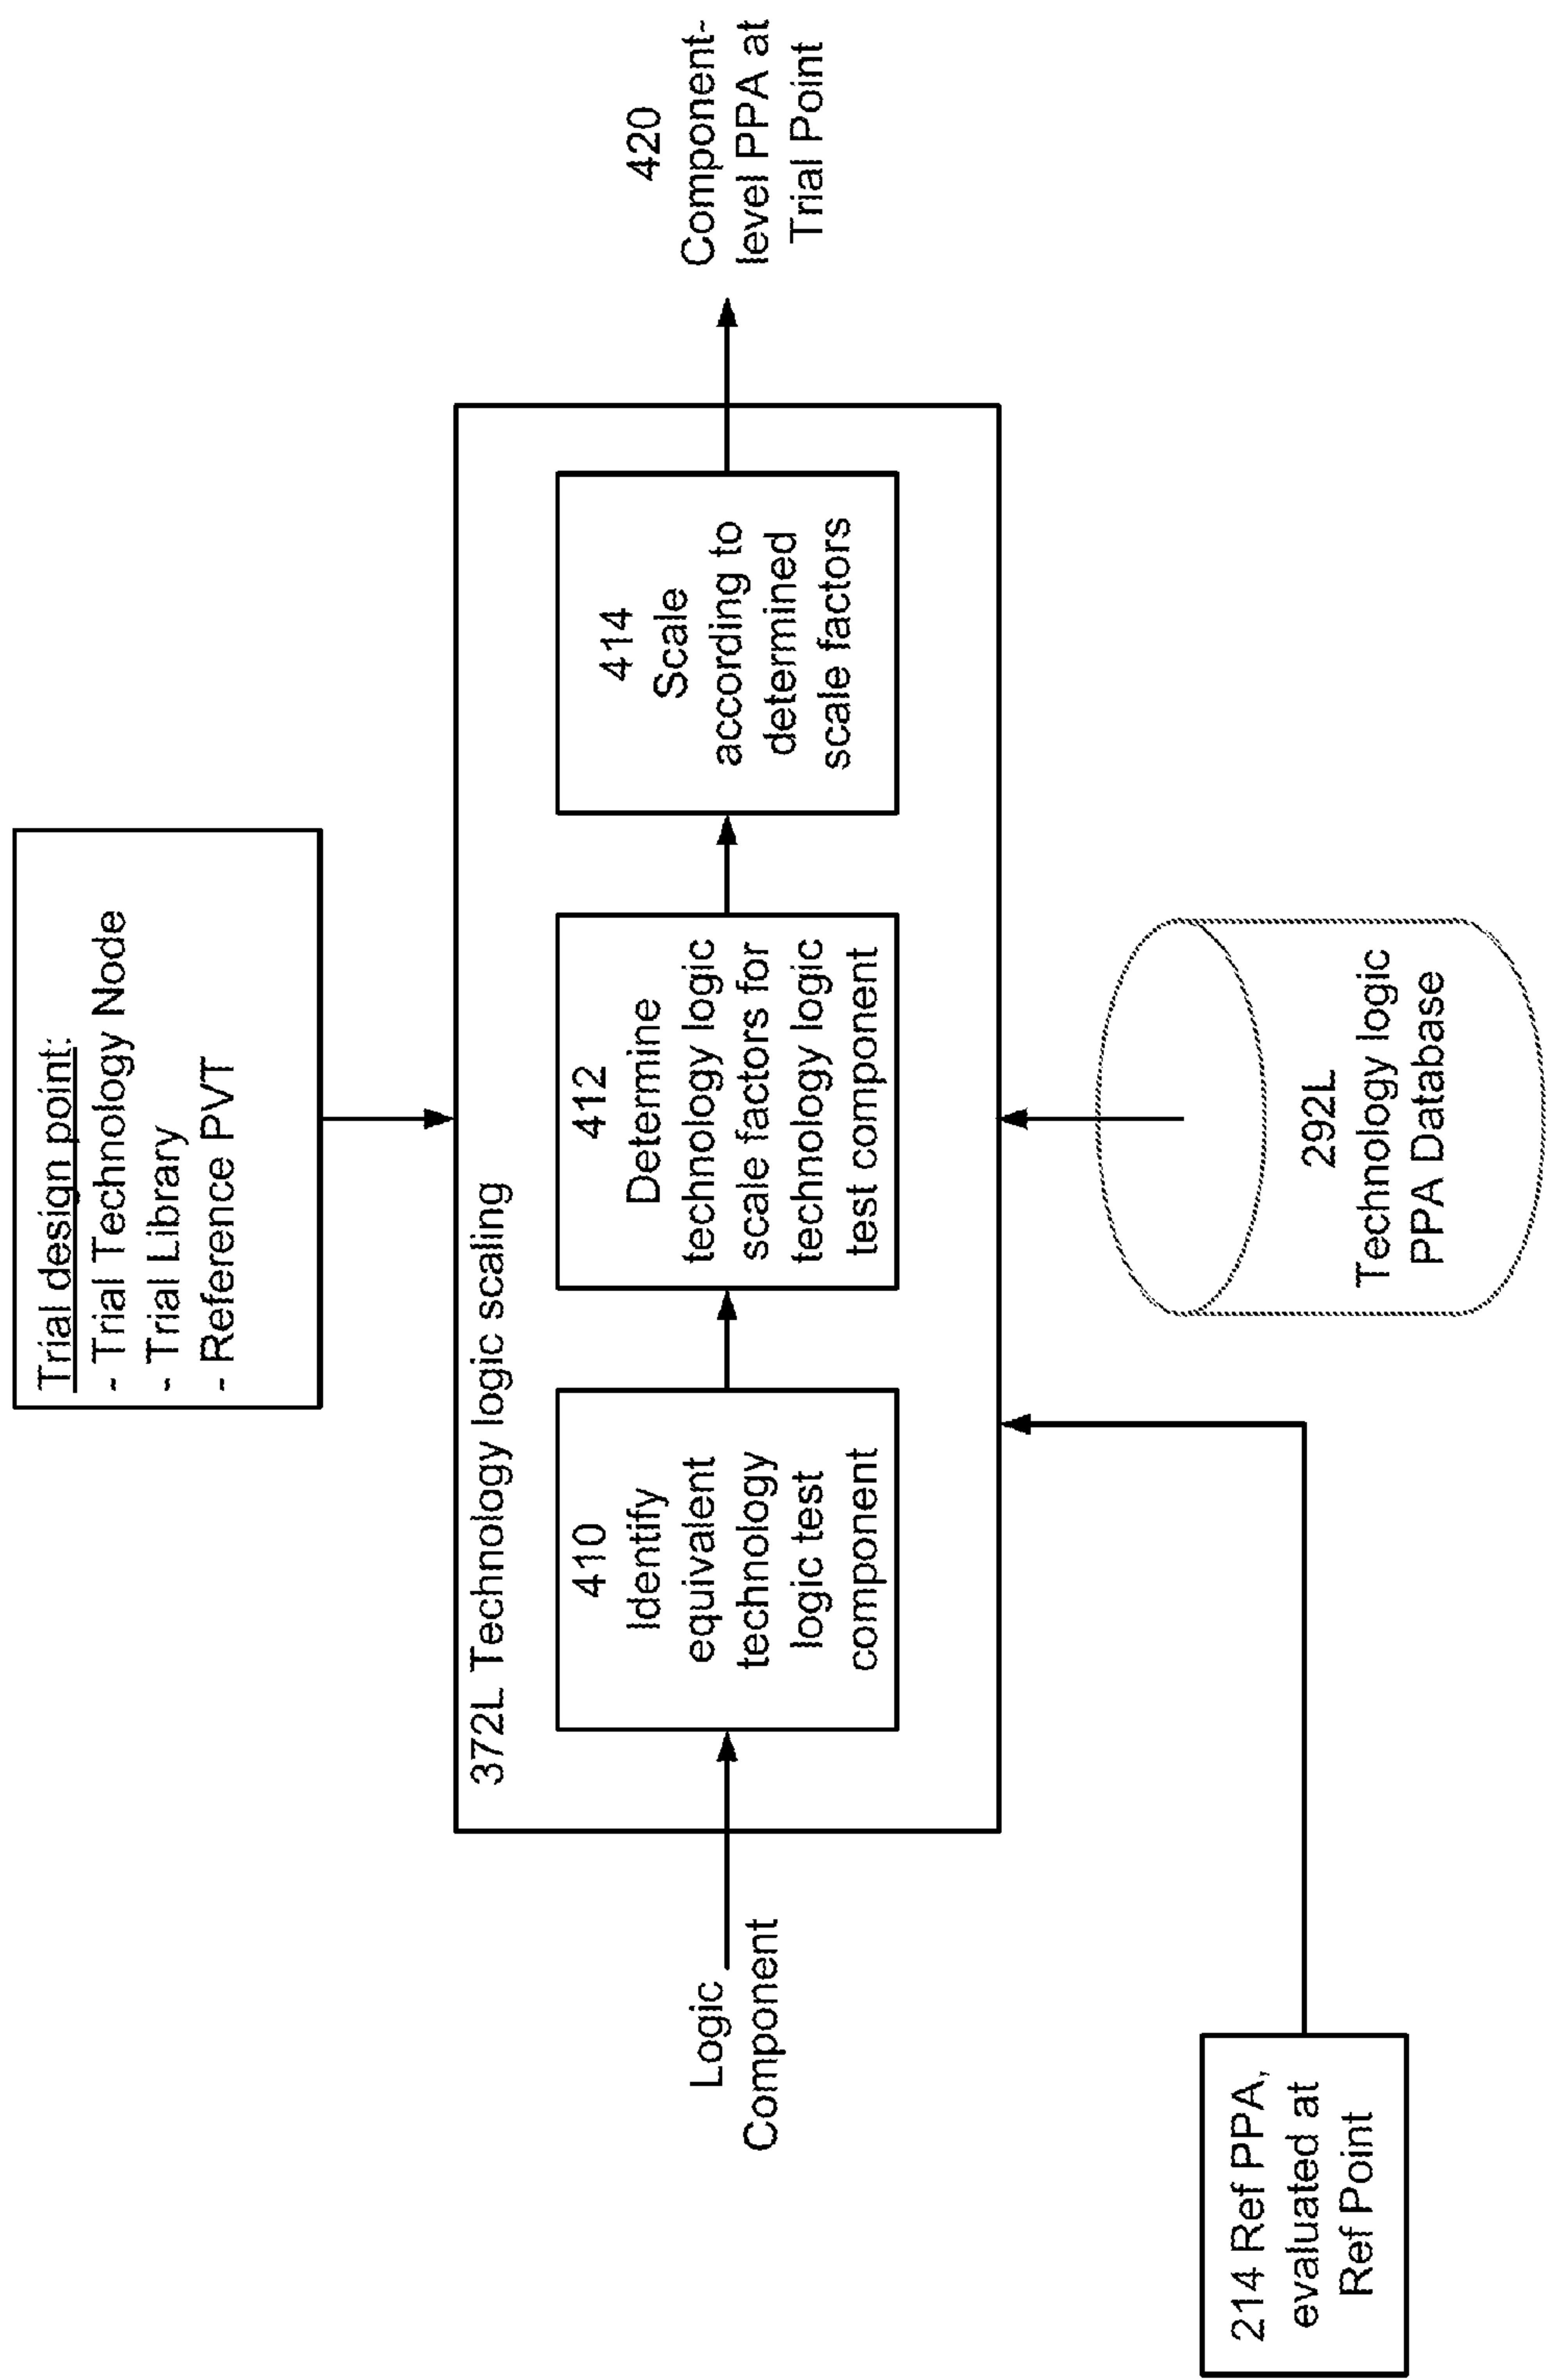 Trial design point:
- Trial Technology Node
- Trial Library
- Reference PVT
372L Technology logic scaling
Logic
Component
410
Identify
equivalent
technology
logic test
component
412
Determine
technology logic
scale factors for
technology logic
test component
414
Scale
according to
determined
scale factors
420
Component-
level PPA at
Trial Point
214 Ref PPA,
evaluated at
Ref Point
292L
Technology logic
PPA Database